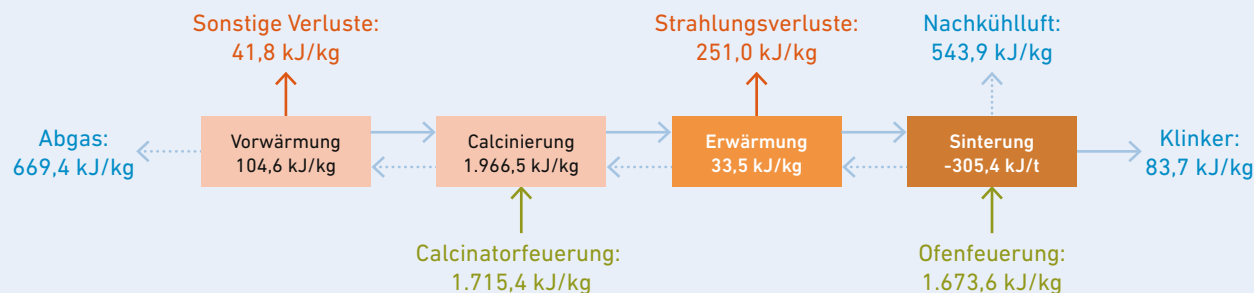 Sonstige Verluste:
41,8 kJ/kg
Strahlungsverluste:
251,0 kJ/kg
Nachkühlluft:
543,9 kJ/kg
Abgas:
669,4 kJ/kg
Vorwärmung
104,6 kJ/kg
Calcinierung
1.966,5 kJ/kg
Erwärmung
33,5 kJ/kg
Sinterung
-305,4 kJ/t
Klinker:
83,7 kJ/kg
Calcinatorfeuerung:
1.715,4 kJ/kg
Ofenfeuerung:
1.673,6 kJ/kg